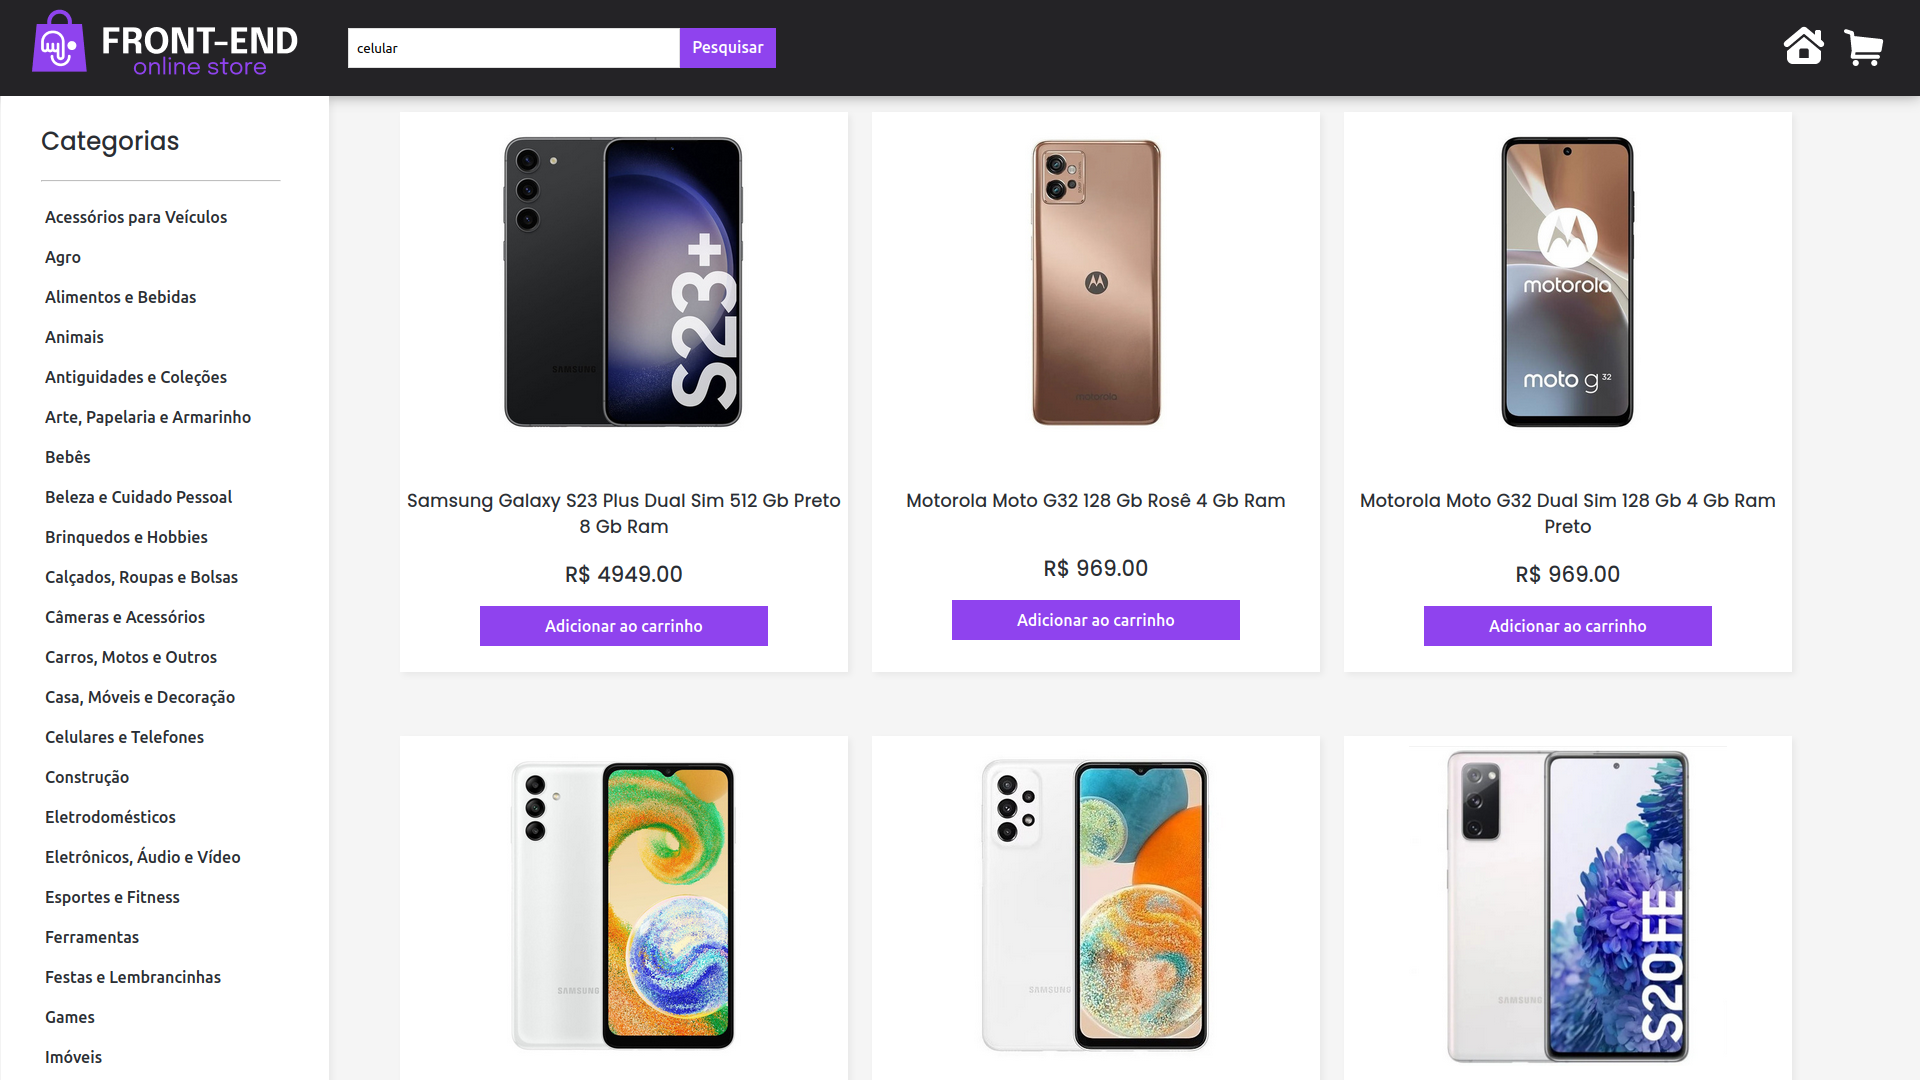 FRONT-END
online store
celular
Pesquisar
Categorias
Acessórios para Veículos
Agro
Alimentos e Bebidas
Animais
Antiguidades e Coleções
Arte, Papelaria e Armarinho
Bebês
Beleza e Cuidado Pessoal
Brinquedos e Hobbies
Calçados, Roupas e Bolsas
Câmeras e Acessórios
Carros, Motos e Outros
Casa, Móveis e Decoração
Celulares e Telefones
Construção
Eletrodomésticos
Eletrônicos, Áudio e Vídeo
Esportes e Fitness
Ferramentas
Festas e Lembrancinhas
Games
Imóveis
SAMSUNG
S23+
Samsung Galaxy S23 Plus Dual Sim 512 Gb Preto
8 Gb Ram
R$ 4949.00
Adicionar ao carrinho
motorola
Motorola Moto G32 128 Gb Rosê 4 Gb Ram
R$ 969.00
Adicionar ao carrinho
motorola
moto g32
Motorola Moto G32 Dual Sim 128 Gb 4 Gb Ram
Preto
R$ 969.00
Adicionar ao carrinho
SAMSUNG
SAMSUNG
SAMSUNG
S20 FE